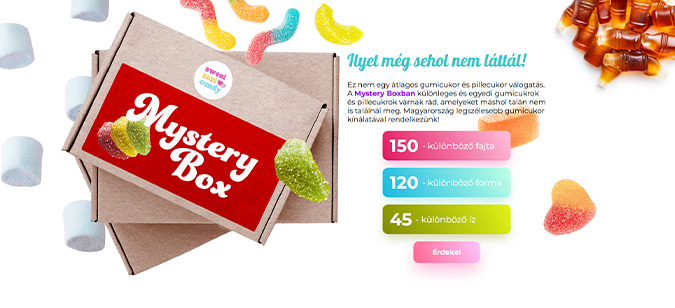 sweet
zozi
candy
Mystery
Box
Ilyet még sehol nem láttál!
Ez nem egy átlagos gumicukor és pillecukor válogatás.
A Mystery Boxban különleges és egyedi gumicukrok
és pillecukrok várnak rád, amelyeket máshol talán nem
is találnál meg. Magyarország legszélesebb gumicukor
kínálatával rendelkezünk!
150 - különböző fajta
120 - különböző forma
45 - különböző íz
Érdekel